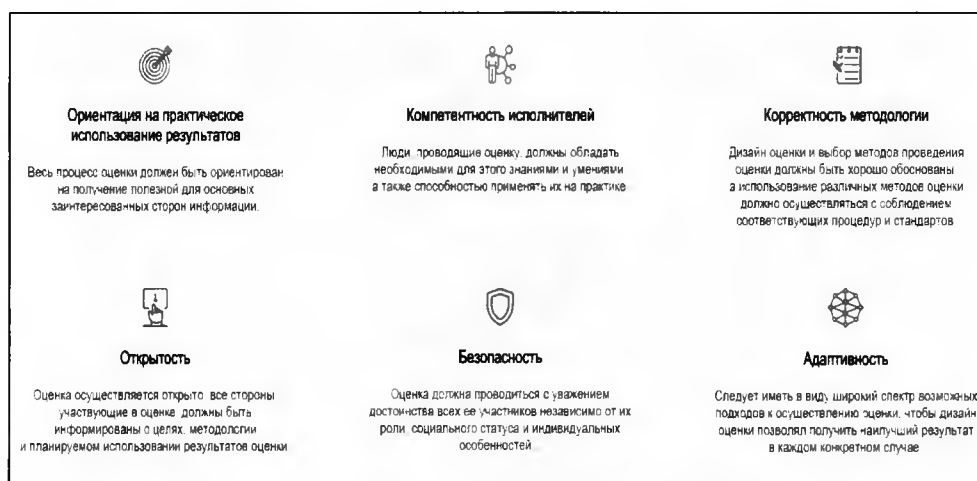 Ориентация на практическое
использование результатов
Весь процесс оценки должен быть ориентирован
на получение полезной для основных
заинтересованных сторон информации.
Компетентность исполнителей
Люди, проводящие оценку, должны обладать
необходимыми для этого знаниями и умениями
а также способностью применять их на практике
Корректность методологии
Дизайн оценки и выбор методов проведения
оценки должны быть хорошо обоснованы
а использование различных методов оценки
должно осуществляться с соблюдением
соответствующих процедур и стандартов
Открытость
Оценка осуществляется открыто все стороны
участвующие в оценке должны быть
информированы о целях, методологии
и планируемом использовании результатов оценки
Безопасность
Оценка должна проводиться с уважением
достоинства всех ее участников независимо от их
роли, социального статуса и индивидуальных
особенностей
Адаптивность
Следует иметь в виду широкий спектр возможных
подходов к осуществлению оценки, чтобы дизайн
оценки позволял получить наилучший результат
в каждом конкретном случае